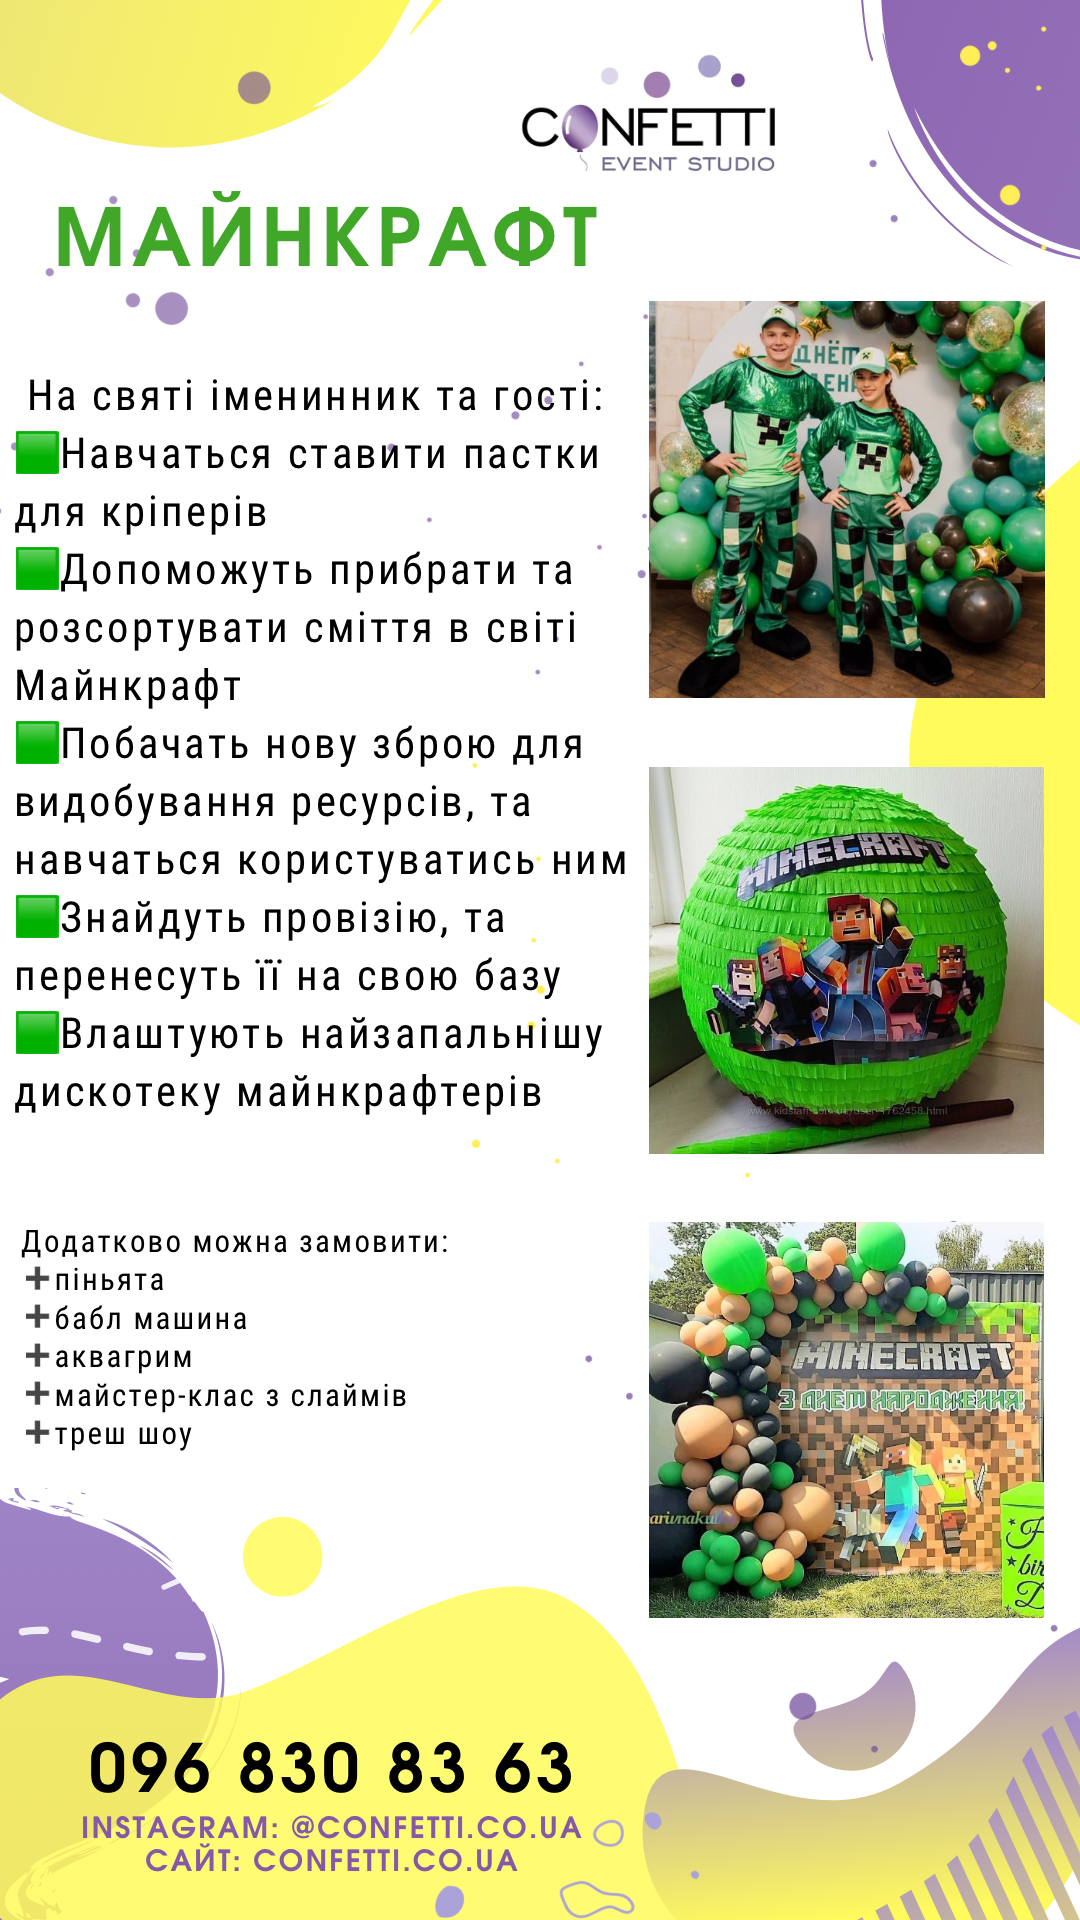 CONFETTI
EVENT STUDIO
МАЙНКРАФТ
На святі іменинник та гості:
🟩Навчаться ставити пастки
для кріперів
🟩Допоможуть прибрати та
розсортувати сміття в світі
Майнкрафт
🟩Побачать нову зброю для
видобування ресурсів, та
навчаться користуватись ним
🟩Знайдуть провізію, та
перенесуть її на свою базу
🟩Влаштують найзапальнішу
дискотеку майнкрафтерів
Додатково можна замовити:
➕піньята
➕бабл машина
➕аквагрим
➕майстер-клас з слаймів
➕треш шоу
ДНЁМ
MINECRAFT
MINECRAFT
З ДНЕМ НАРОДЖЕННЯ!
096 830 83 63
INSTAGRAM: @CONFETTI.CO.UA
САЙТ: CONFETTI.CO.UA